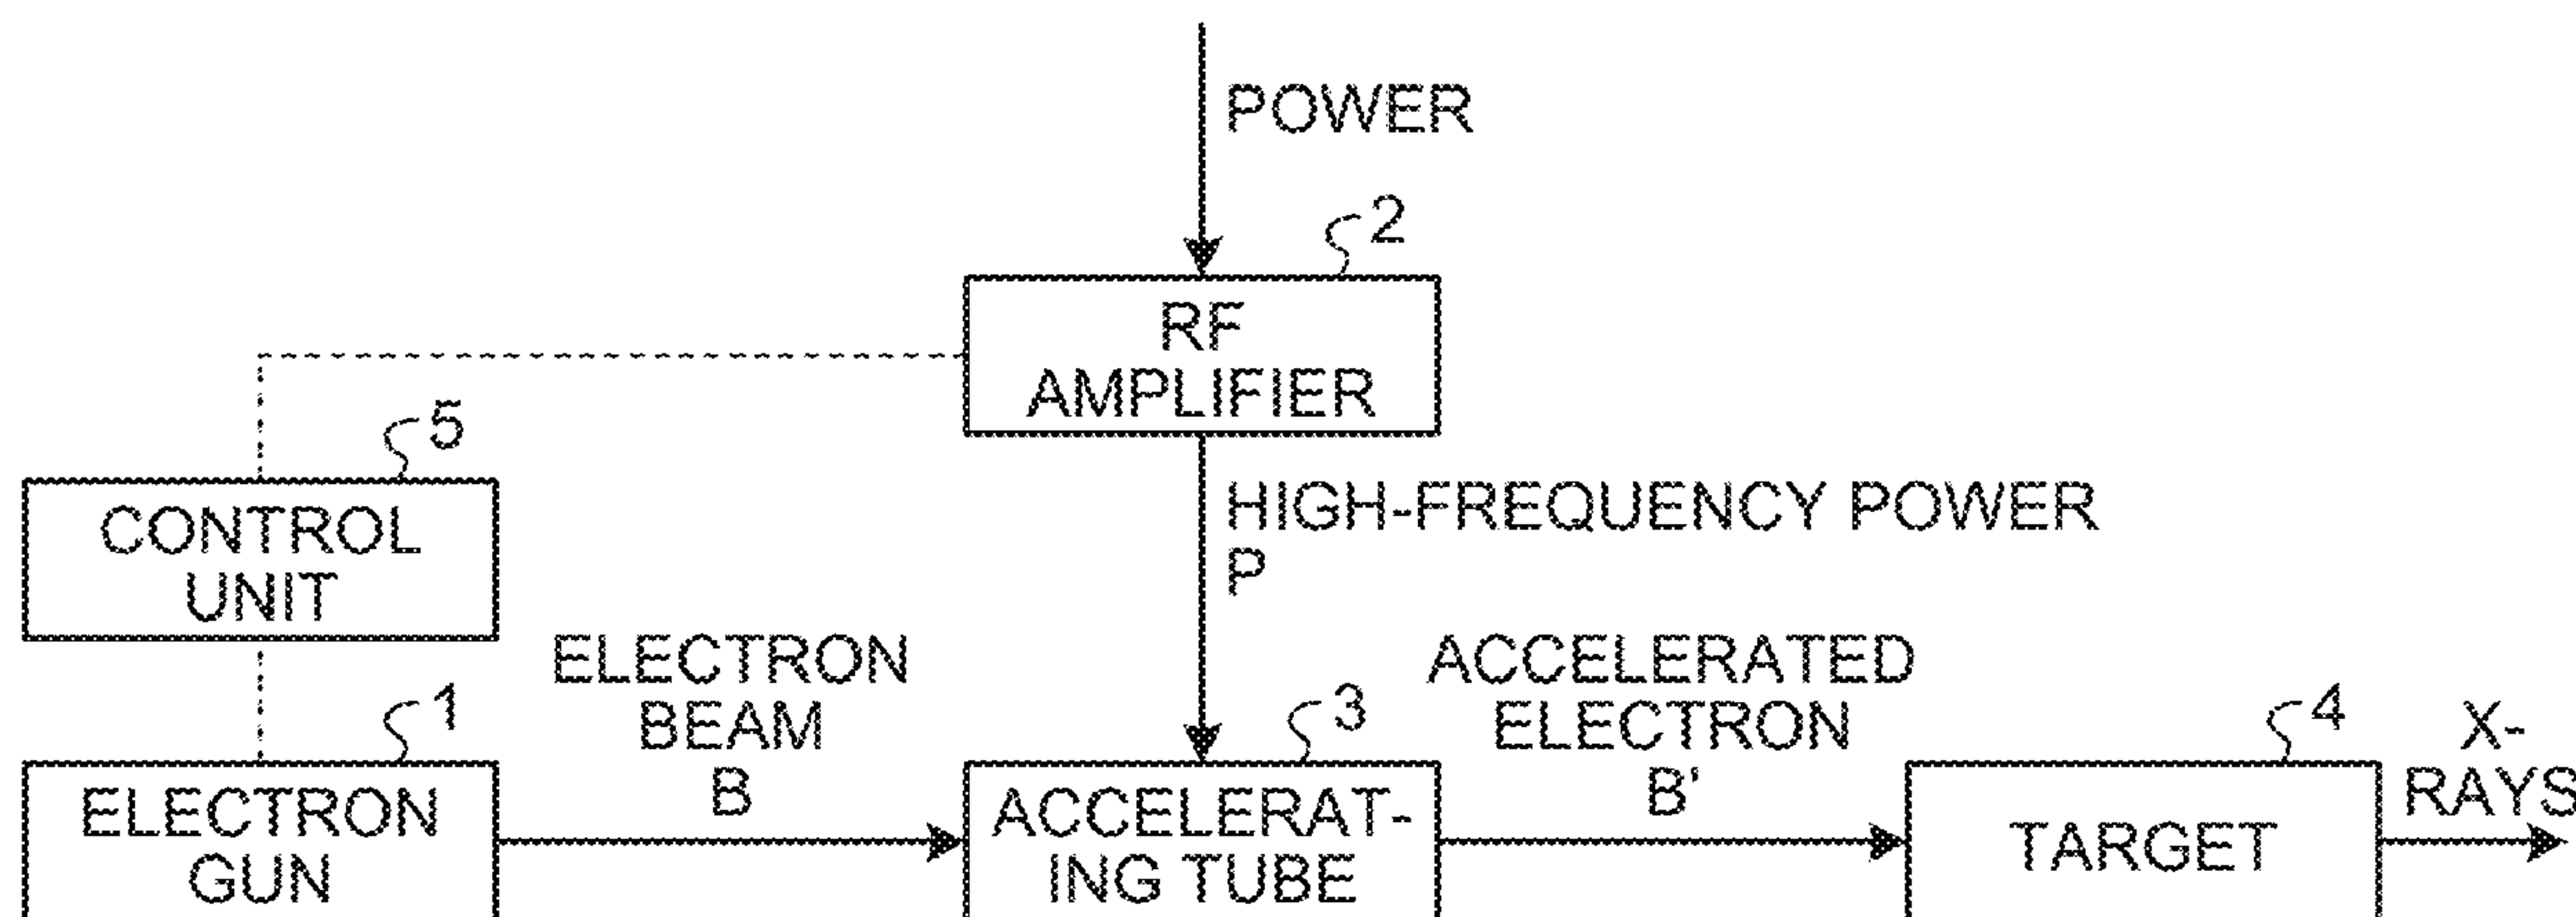 POWER
2
RF
AMPLIFIER
5
CONTROL
UNIT
HIGH-FREQUENCY POWER
P
ELECTRON
BEAM
B
ACCELERATED
ELECTRON
B'
1
3
4
X-
RAYS
ELECTRON
GUN
ACCELERAT-
ING TUBE
TARGET